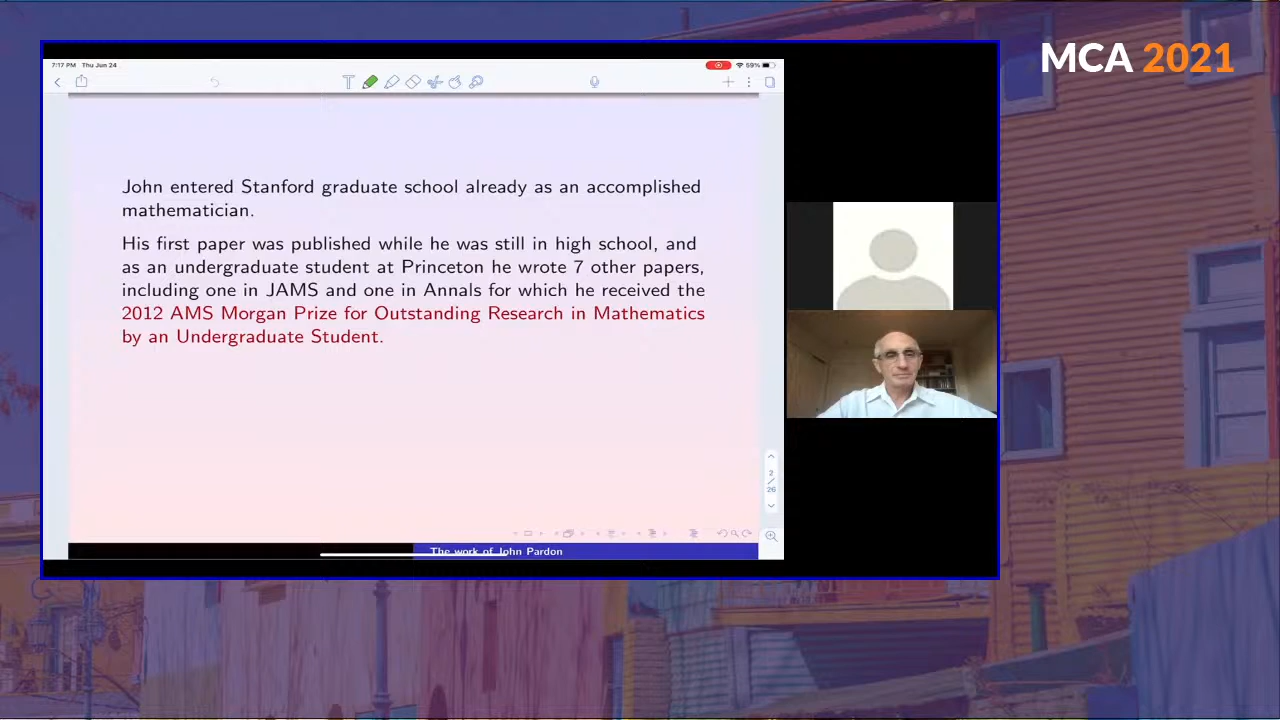 MCA 2021
7:17 PM Thu Jun 24
59%
John entered Stanford graduate school already as an accomplished
mathematician.
His first paper was published while he was still in high school, and
as an undergraduate student at Princeton he wrote 7 other papers,
including one in JAMS and one in Annals for which he received the
2012 AMS Morgan Prize for Outstanding Research in Mathematics
by an Undergraduate Student.
2
/
26
The work of John Pardon